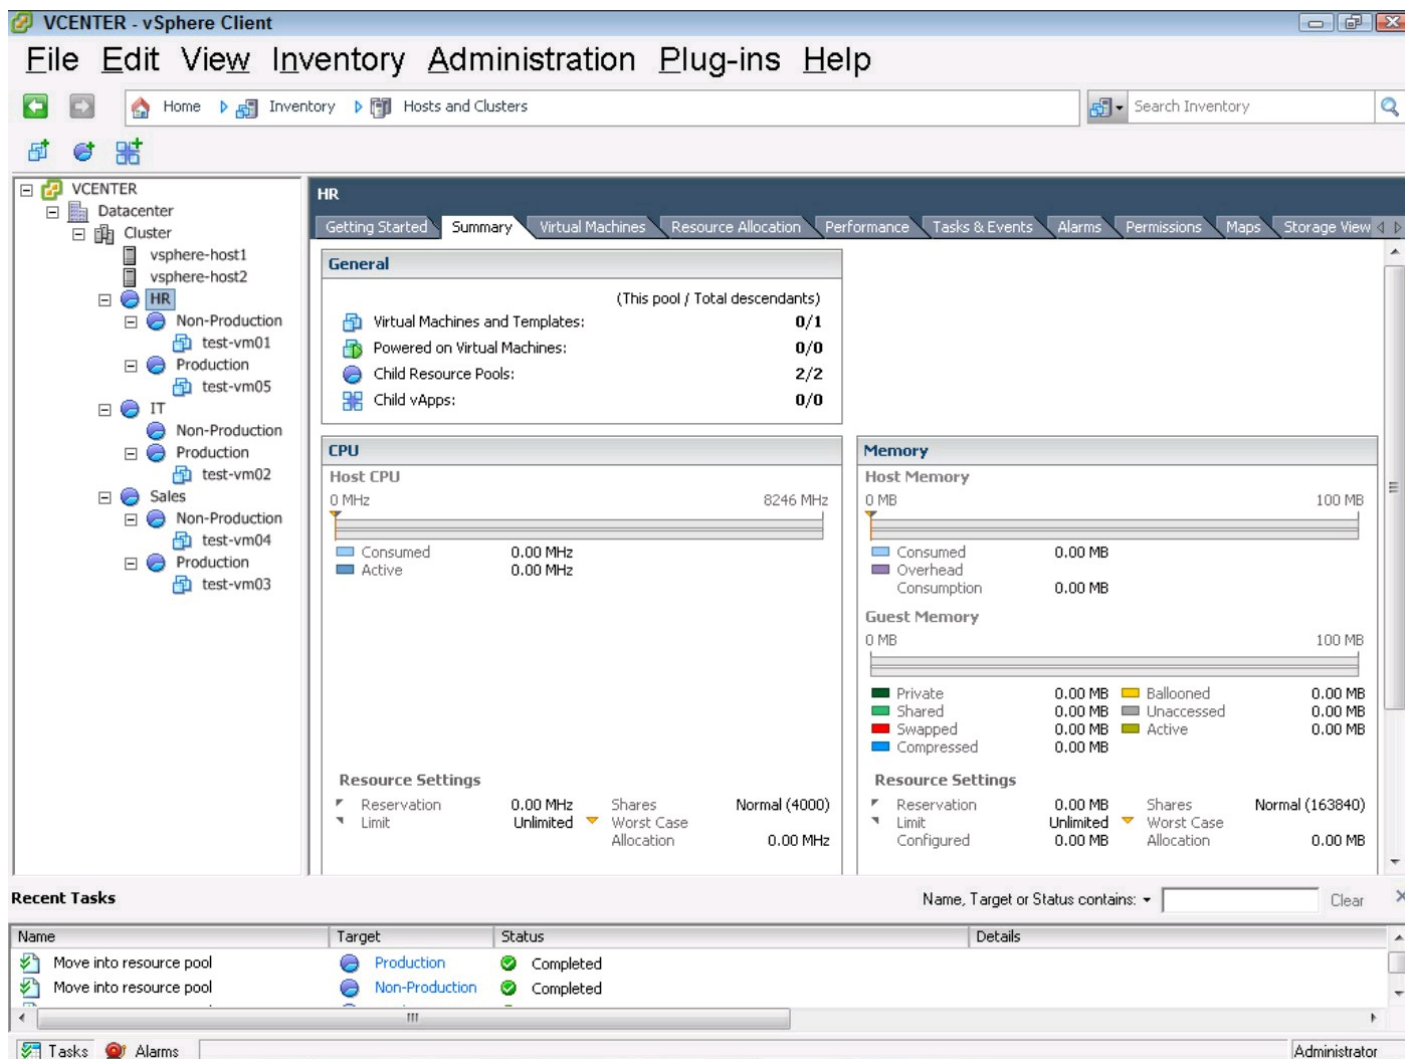 VCENTER - vSphere Client
File Edit View Inventory Administration Plug-ins Help
Home Inventory Hosts and Clusters Search Inventory
VCENTER
Datacenter
Cluster
vsphere-host1
vsphere-host2
HR
Non-Production
test-vm01
Production
test-vm05
IT
Non-Production
Production
test-vm02
Sales
Non-Production
test-vm04
Production
test-vm03
HR
Getting Started Summary Virtual Machines Resource Allocation Performance Tasks & Events Alarms Permissions Maps Storage View
General
(This pool / Total descendants)
Virtual Machines and Templates: 0/1
Powered on Virtual Machines: 0/0
Child Resource Pools: 2/2
Child vApps: 0/0
CPU
Host CPU
0 MHz 8246 MHz
Consumed 0.00 MHz
Active 0.00 MHz
Resource Settings
Reservation 0.00 MHz Shares Normal (4000)
Limit Unlimited Worst Case
Allocation 0.00 MHz
Memory
Host Memory
0 MB 100 MB
Consumed 0.00 MB
Overhead
Consumption 0.00 MB
Guest Memory
0 MB 100 MB
Private 0.00 MB Ballooned 0.00 MB
Shared 0.00 MB Unaccessed 0.00 MB
Swapped 0.00 MB Active 0.00 MB
Compressed 0.00 MB
Resource Settings
Reservation 0.00 MB Shares Normal (163840)
Limit Unlimited Worst Case
Configured 0.00 MB Allocation 0.00 MB
Recent Tasks Name, Target or Status contains: Clear
Name Target Status Details
Move into resource pool Production Completed
Move into resource pool Non-Production Completed
Tasks Alarms Administrator